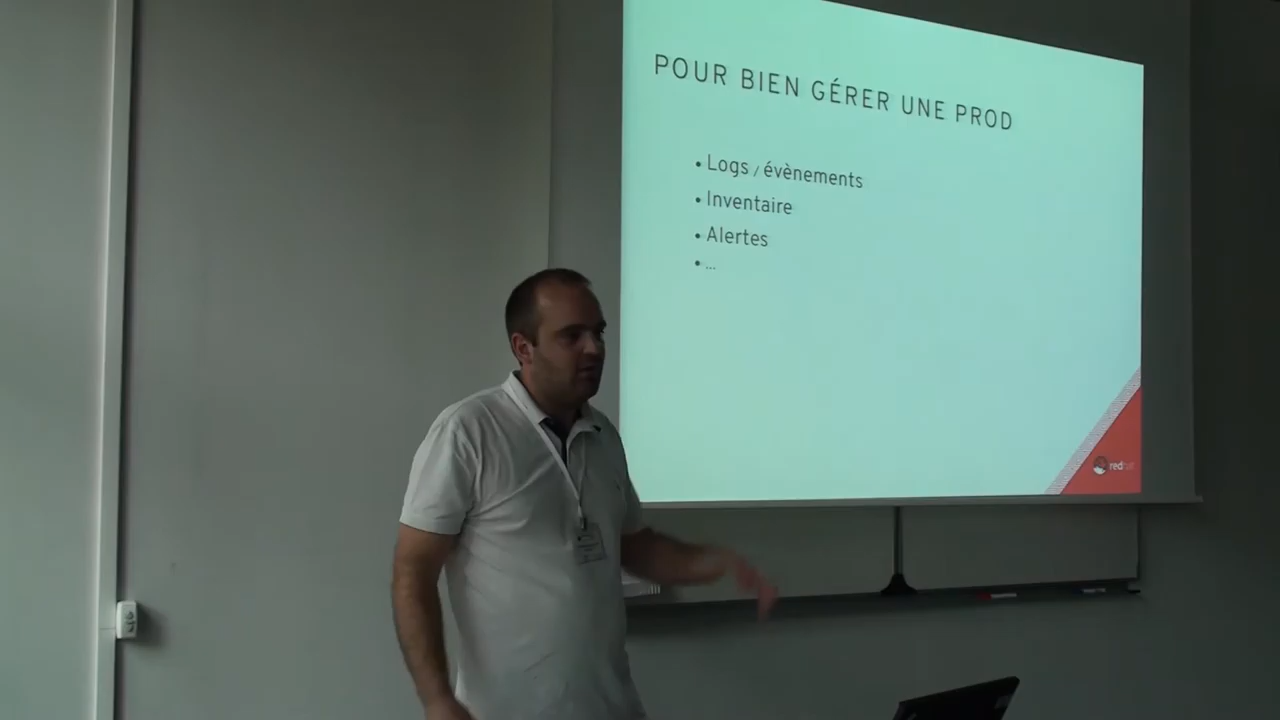 POUR BIEN GÉRER UNE PROD
• Logs / évènements
• Inventaire
• Alertes
• ...
redhat